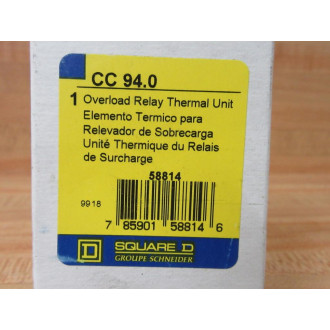 CC 94.0
1 Overload Relay Thermal Unit
Elemento Termico para
Relevador de Sobrecarga
Unité Thermique du Relais
de Surcharge
58814
9918
7 85901 58814 6
D SQUARE D
GROUPE SCHNEIDER